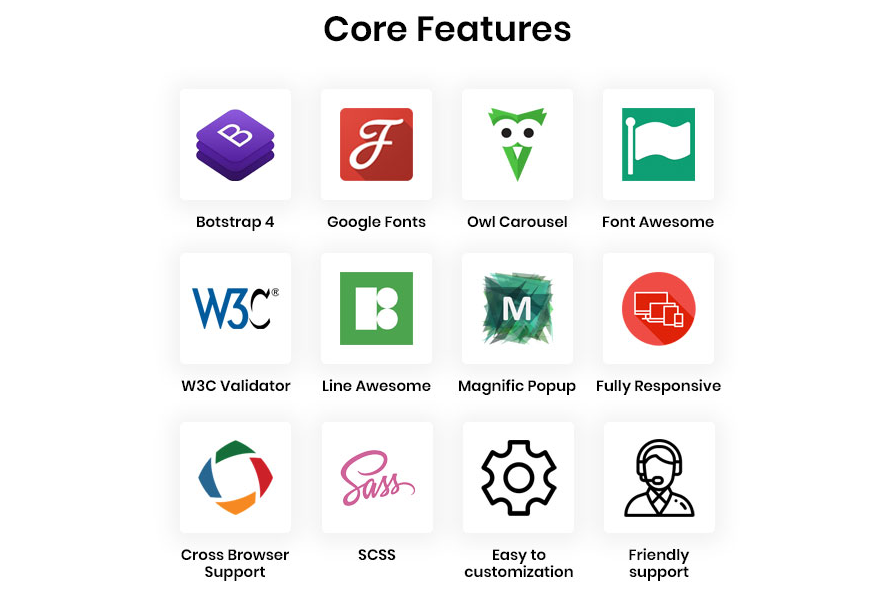 Core Features
B
F
Botstrap 4
Google Fonts
Owl Carousel
Font Awesome
W3C®
M
W3C Validator
Line Awesome
Magnific Popup
Fully Responsive
Sass
Cross Browser
Support
SCSS
Easy to
customization
Friendly
support